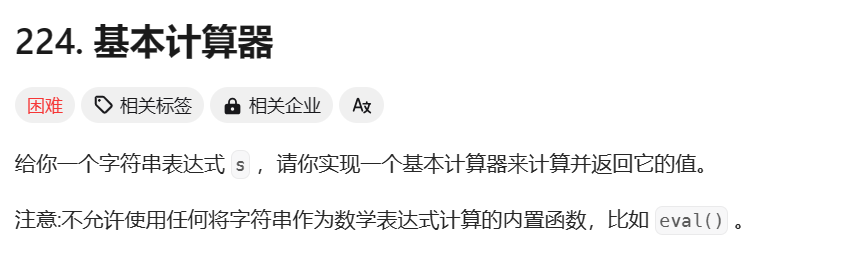 224. 基本计算器
困难 相关标签 相关企业 A文
给你一个字符串表达式 s ，请你实现一个基本计算器来计算并返回它的值。
注意:不允许使用任何将字符串作为数学表达式计算的内置函数，比如 eval() 。